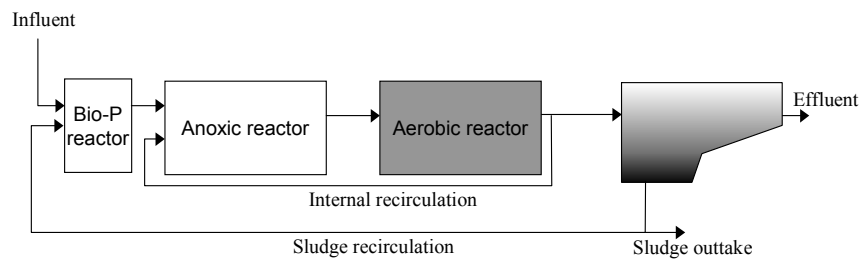 Influent
Bio-P
reactor
Anoxic reactor
Aerobic reactor
Effluent
Internal recirculation
Sludge recirculation
Sludge outtake